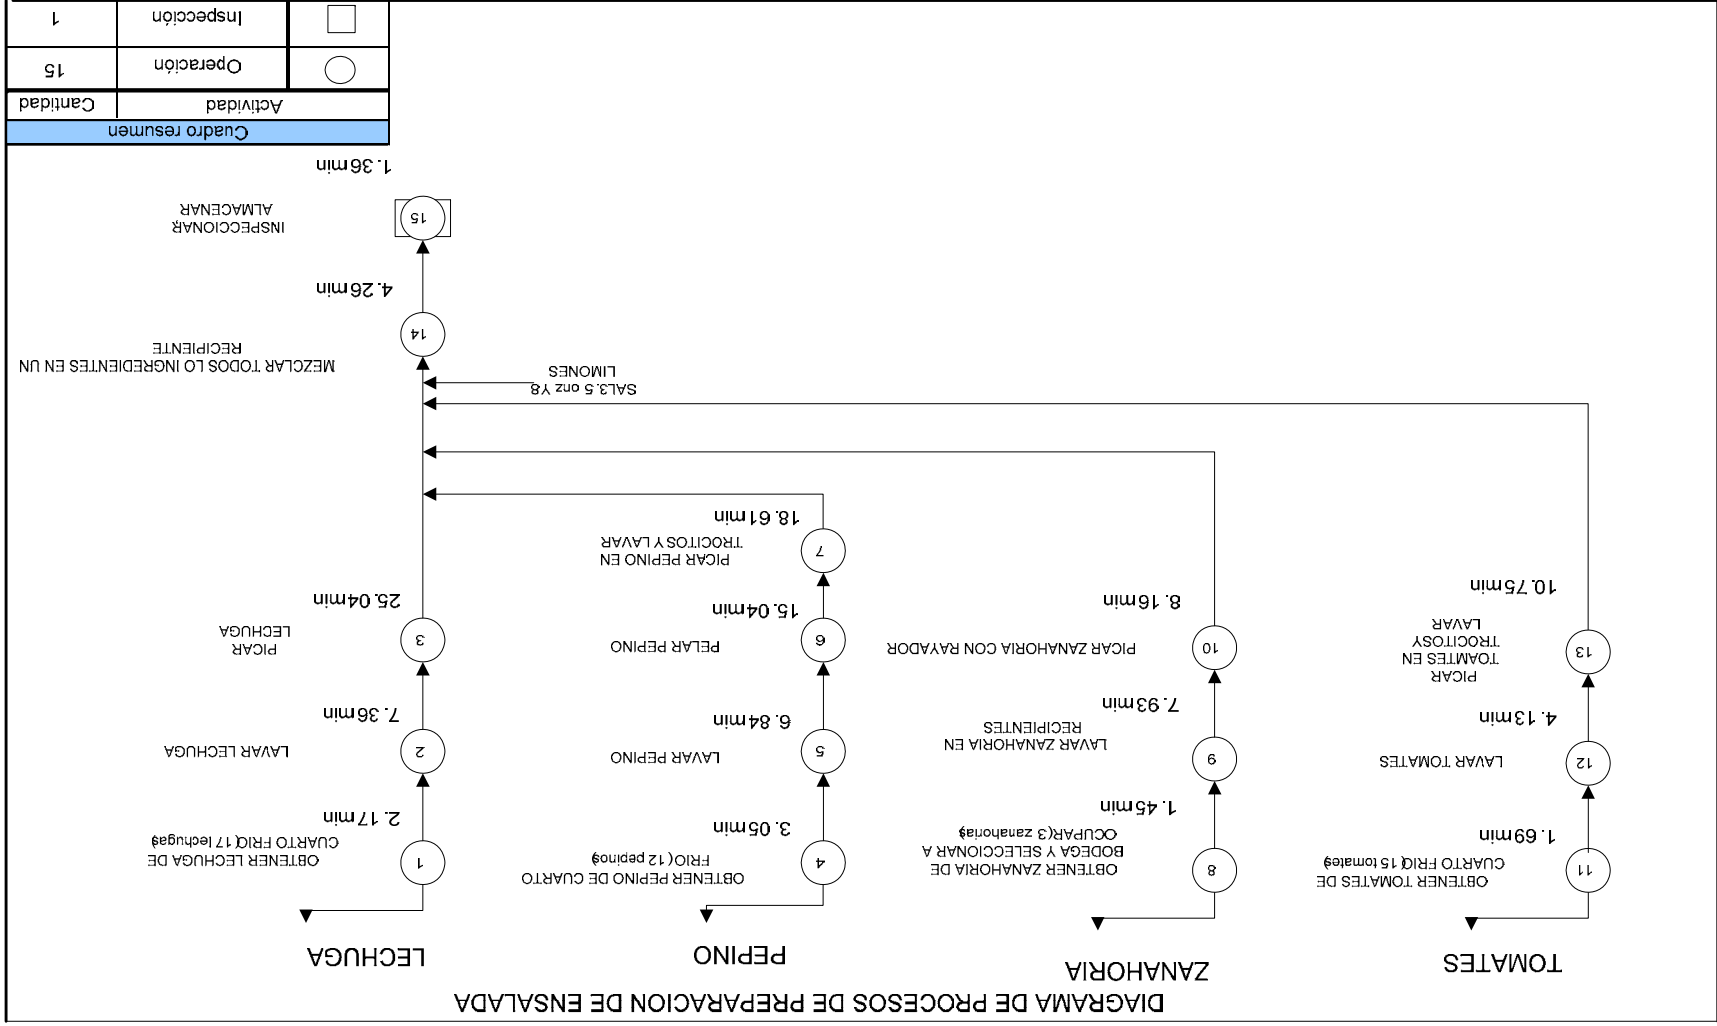 DIAGRAMA DE PROCESOS DE PREPARACION DE ENSALADA
TOMATES
ZANAHORIA
PEPINO
LECHUGA
11
OBTENER TOMATES DE
CUARTO FRIO( 15 tomates)
1.69min
12
LAVAR TOMATES
4.13min
13
PICAR
TOAMTES EN
TROCITOSY
LAVAR
10.75min
8
OBTENER ZANAHORIA DE
BODEGA Y SELECCIONAR A
OCUPAR(3 zanahorias)
1.45min
9
LAVAR ZANAHORIA EN
RECIPIENTES
7.93min
10
PICAR ZANAHORIA CON RAYADOR
8.16min
4
OBTENER PEPINO DE CUARTO
FRIO(12 pepinos)
3.05min
5
LAVAR PEPINO
6.84min
6
PELAR PEPINO
15.04min
7
PICAR PEPINO EN
TROCITOS Y LAVAR
18.61min
1
OBTENER LECHUGA DE
CUARTO FRIO(17 lechugas)
2.17min
2
LAVAR LECHUGA
7.36min
3
PICAR
LECHUGA
25.04min
SAL3.5 onz Y8
LIMONES
14
MEZCLAR TODOS LO INGREDIENTES EN UN
RECIPIENTE
4.26min
15
INSPECCIONAR,
ALMACENAR
1.36min
Cuadro resumen
Actividad Cantidad
Operación 15
Inspección 1